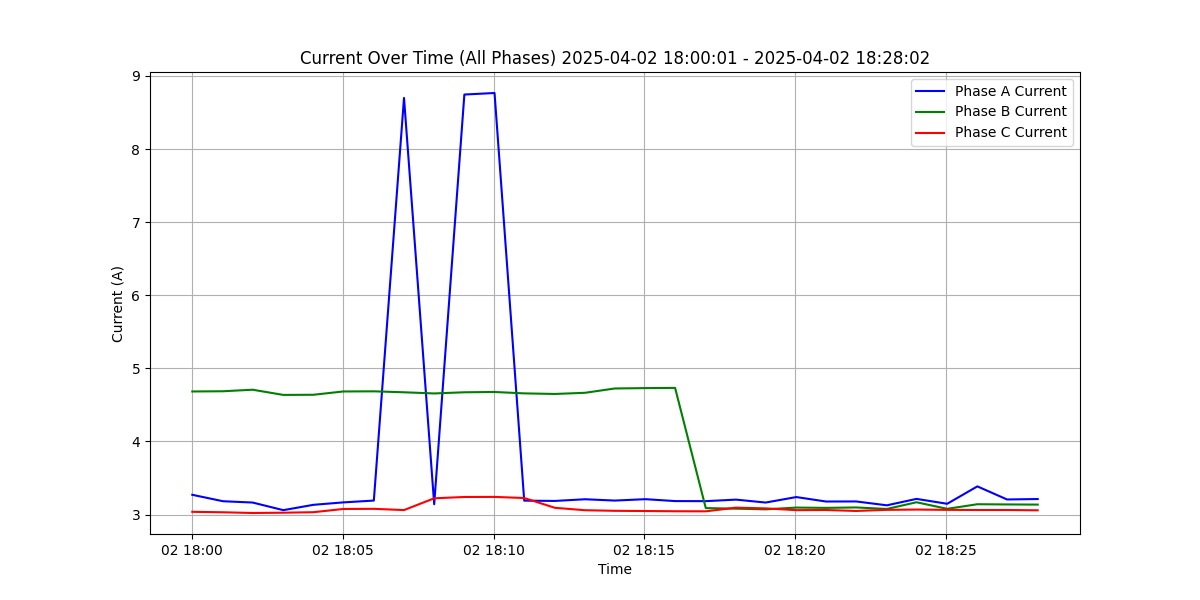 Current Over Time (All Phases) 2025-04-02 18:00:01 - 2025-04-02 18:28:02
Phase A Current
Phase B Current
Phase C Current
Current (A)
9
8
7
6
5
4
3
02 18:00
02 18:05
02 18:10
02 18:15
02 18:20
02 18:25
Time